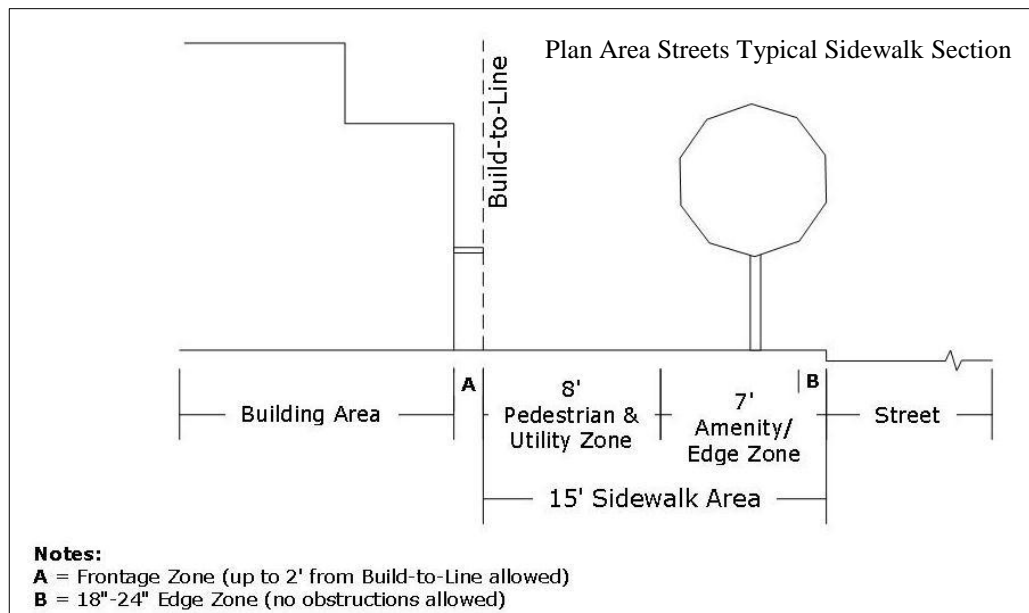 Plan Area Streets Typical Sidewalk Section
Build-to-Line
A
B
Building Area
8'
Pedestrian &
Utility Zone
7'
Amenity/
Edge Zone
Street
15' Sidewalk Area
Notes:
A = Frontage Zone (up to 2' from Build-to-Line allowed)
B = 18"-24" Edge Zone (no obstructions allowed)